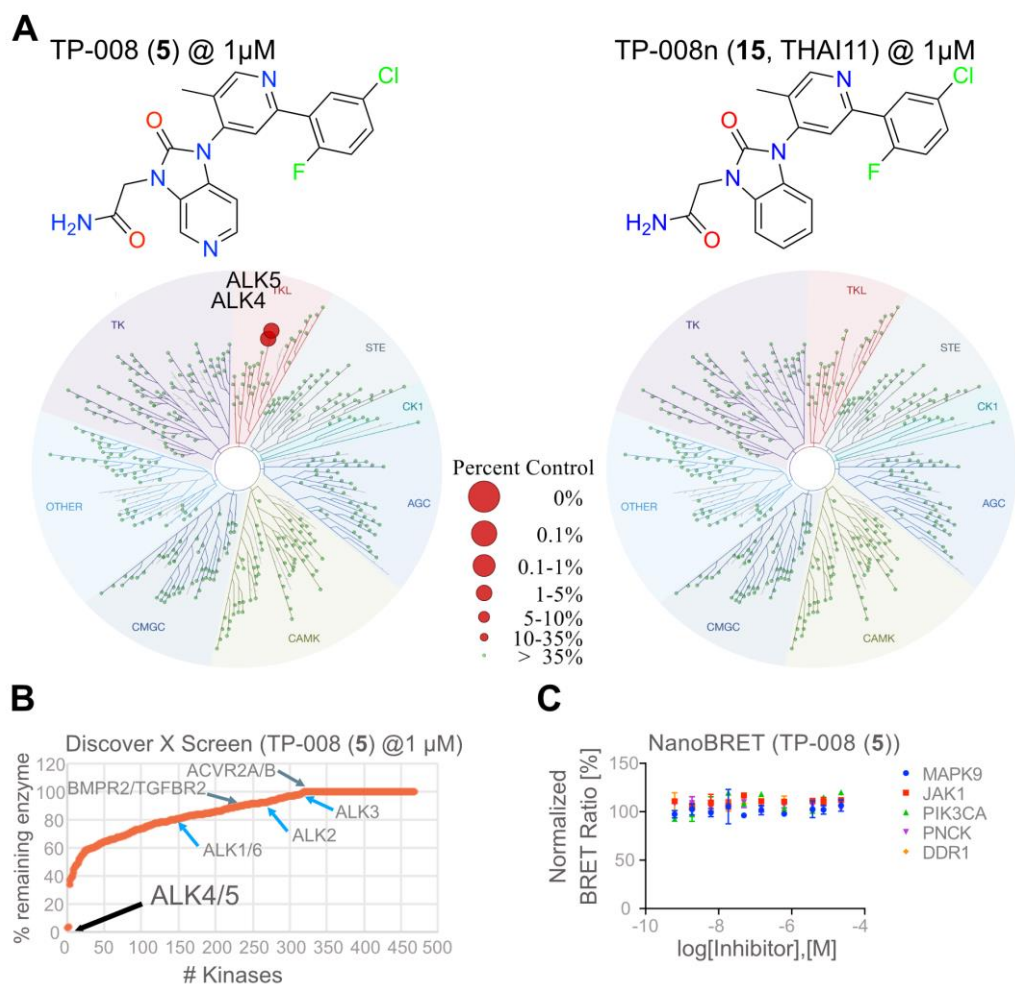 A
TP-008 (5) @ 1µM
TP-008n (15, THAI11) @ 1µM
N
Cl
O
N
N
F
H₂N
O
N
N
Cl
O
N
N
F
H₂N
O
ALK5
ALK4
TKL
TK
STE
CK1
AGC
OTHER
CMGC
CAMK
TKL
TK
STE
CK1
AGC
OTHER
CMGC
CAMK
Percent Control
0%
0.1%
0.1-1%
1-5%
5-10%
10-35%
> 35%
B
Discover X Screen (TP-008 (5) @1 µM)
% remaining enzyme
120
100
80
60
40
20
0
ACVR2A/B
BMPR2/TGFBR2
ALK3
ALK2
ALK1/6
ALK4/5
0 50 100 150 200 250 300 350 400 450 500
# Kinases
C
NanoBRET (TP-008 (5))
Normalized
BRET Ratio [%]
150
100
50
0
-10 -8 -6 -4
log[Inhibitor],[M]
MAPK9
JAK1
PIK3CA
PNCK
DDR1